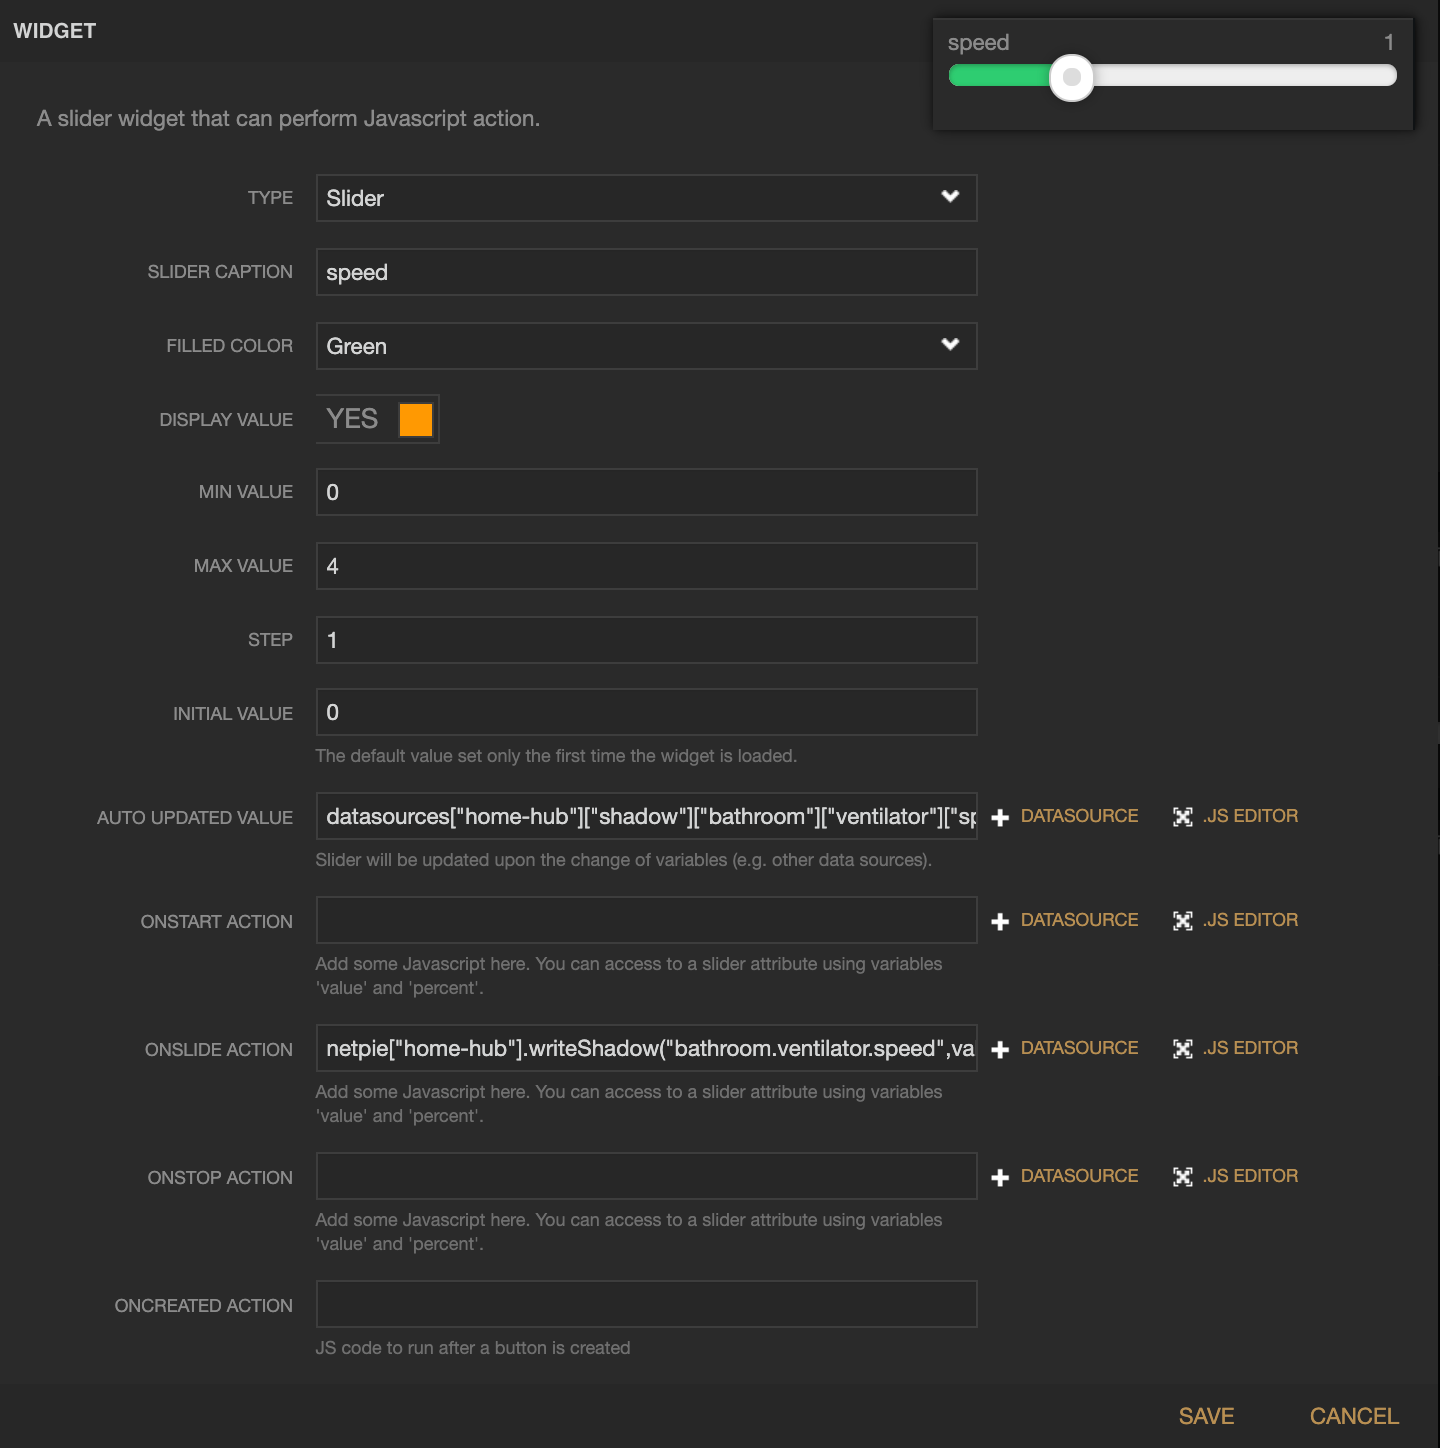 WIDGET
speed 1
A slider widget that can perform Javascript action.
TYPE Slider
SLIDER CAPTION speed
FILLED COLOR Green
DISPLAY VALUE YES
MIN VALUE 0
MAX VALUE 4
STEP 1
INITIAL VALUE 0
The default value set only the first time the widget is loaded.
AUTO UPDATED VALUE datasources["home-hub"]["shadow"]["bathroom"]["ventilator"]["sp DATASOURCE .JS EDITOR
Slider will be updated upon the change of variables (e.g. other data sources).
ONSTART ACTION DATASOURCE .JS EDITOR
Add some Javascript here. You can access to a slider attribute using variables
'value' and 'percent'.
ONSLIDE ACTION netpie["home-hub"].writeShadow("bathroom.ventilator.speed",va DATASOURCE .JS EDITOR
Add some Javascript here. You can access to a slider attribute using variables
'value' and 'percent'.
ONSTOP ACTION DATASOURCE .JS EDITOR
Add some Javascript here. You can access to a slider attribute using variables
'value' and 'percent'.
ONCREATED ACTION
JS code to run after a button is created
SAVE CANCEL